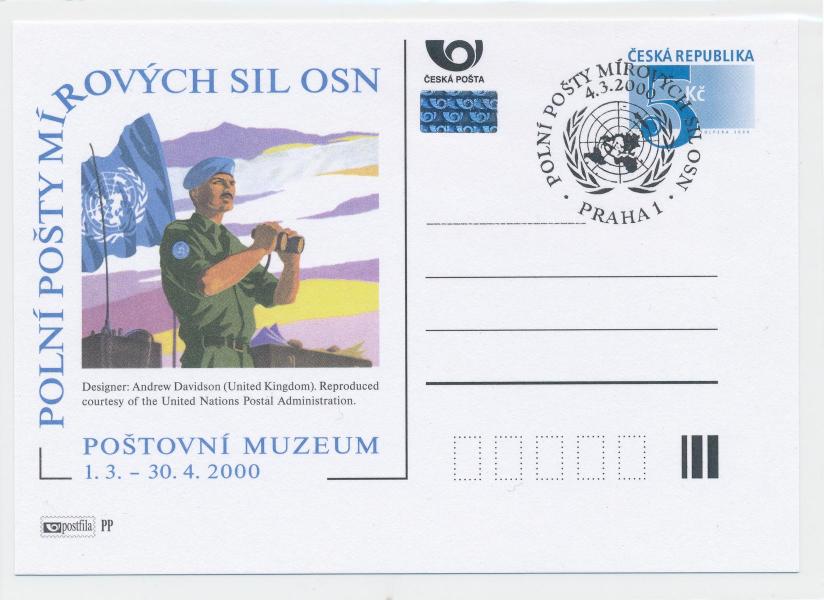 POLNÍ POŠTY MÍROVÝCH SIL OSN
Designer: Andrew Davidson (United Kingdom). Reproduced
courtesy of the United Nations Postal Administration.
POŠTOVNÍ MUZEUM
1. 3. – 30. 4. 2000
postfila PP
ČESKÁ POŠTA
ČESKÁ REPUBLIKA
5 Kč
POLNÍ POŠTY MÍROVÝCH SIL OSN
4.3.2000
· PRAHA 1 ·